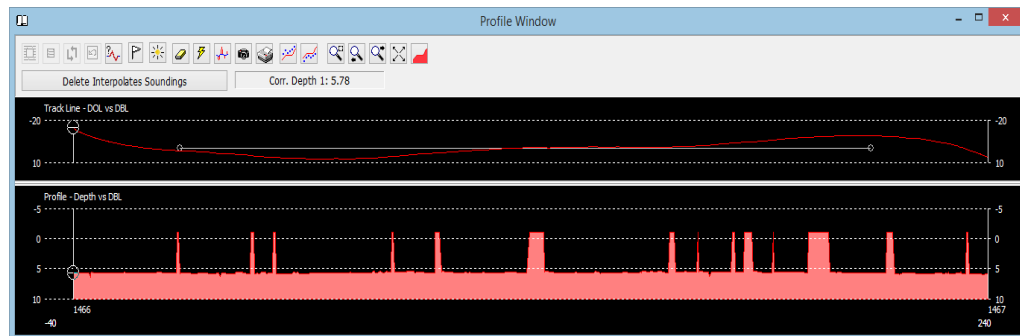 Profile Window
Delete Interpolates Soundings
Corr. Depth 1: 5.78
Track Line - DOL vs DBL
-20 -20
10 10
Profile - Depth vs DBL
-5 -5
0 0
5 5
10 10
1466 1467
-40 240